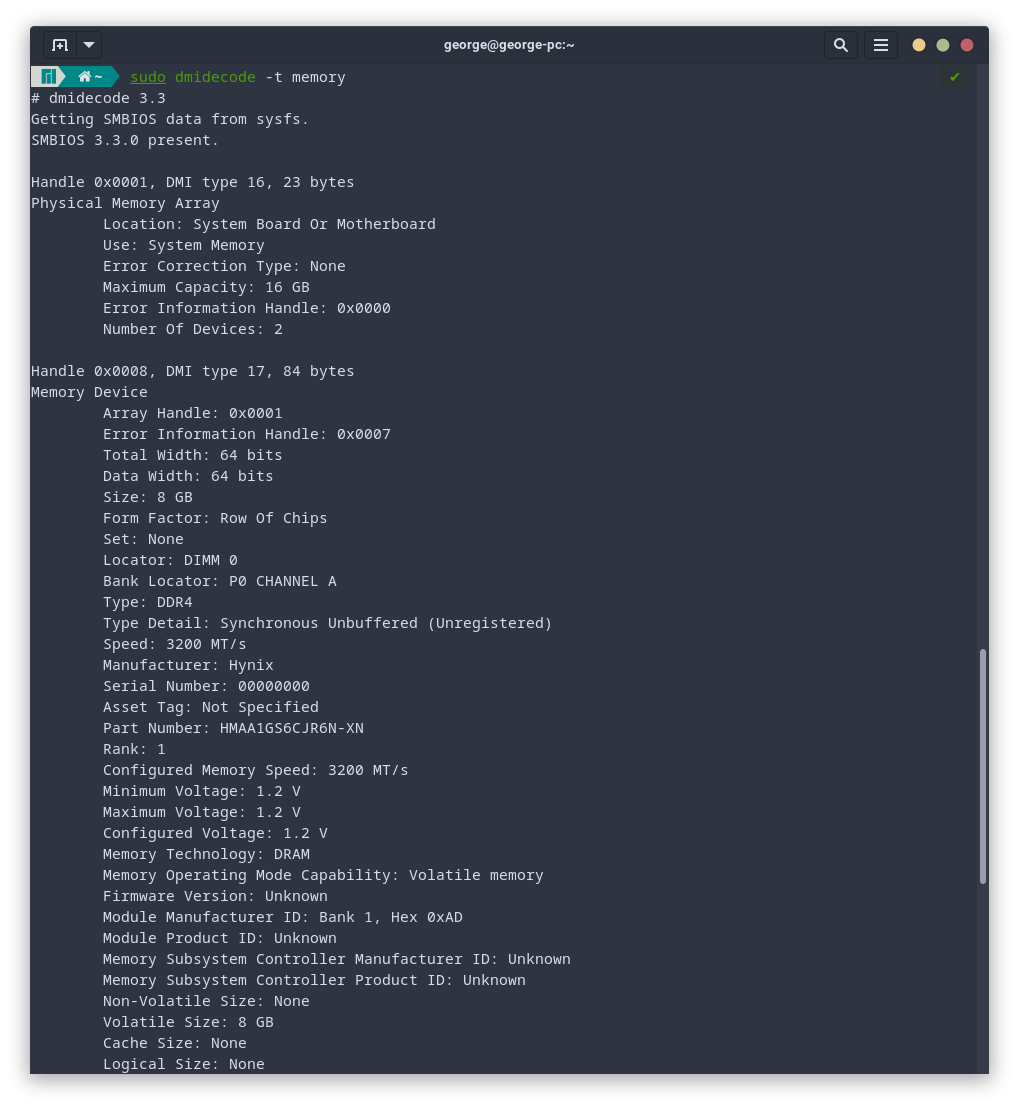 george@george-pc:~
~ sudo dmidecode -t memory ✔
# dmidecode 3.3
Getting SMBIOS data from sysfs.
SMBIOS 3.3.0 present.

Handle 0x0001, DMI type 16, 23 bytes
Physical Memory Array
        Location: System Board Or Motherboard
        Use: System Memory
        Error Correction Type: None
        Maximum Capacity: 16 GB
        Error Information Handle: 0x0000
        Number Of Devices: 2

Handle 0x0008, DMI type 17, 84 bytes
Memory Device
        Array Handle: 0x0001
        Error Information Handle: 0x0007
        Total Width: 64 bits
        Data Width: 64 bits
        Size: 8 GB
        Form Factor: Row Of Chips
        Set: None
        Locator: DIMM 0
        Bank Locator: P0 CHANNEL A
        Type: DDR4
        Type Detail: Synchronous Unbuffered (Unregistered)
        Speed: 3200 MT/s
        Manufacturer: Hynix
        Serial Number: 00000000
        Asset Tag: Not Specified
        Part Number: HMAA1GS6CJR6N-XN
        Rank: 1
        Configured Memory Speed: 3200 MT/s
        Minimum Voltage: 1.2 V
        Maximum Voltage: 1.2 V
        Configured Voltage: 1.2 V
        Memory Technology: DRAM
        Memory Operating Mode Capability: Volatile memory
        Firmware Version: Unknown
        Module Manufacturer ID: Bank 1, Hex 0xAD
        Module Product ID: Unknown
        Memory Subsystem Controller Manufacturer ID: Unknown
        Memory Subsystem Controller Product ID: Unknown
        Non-Volatile Size: None
        Volatile Size: 8 GB
        Cache Size: None
        Logical Size: None